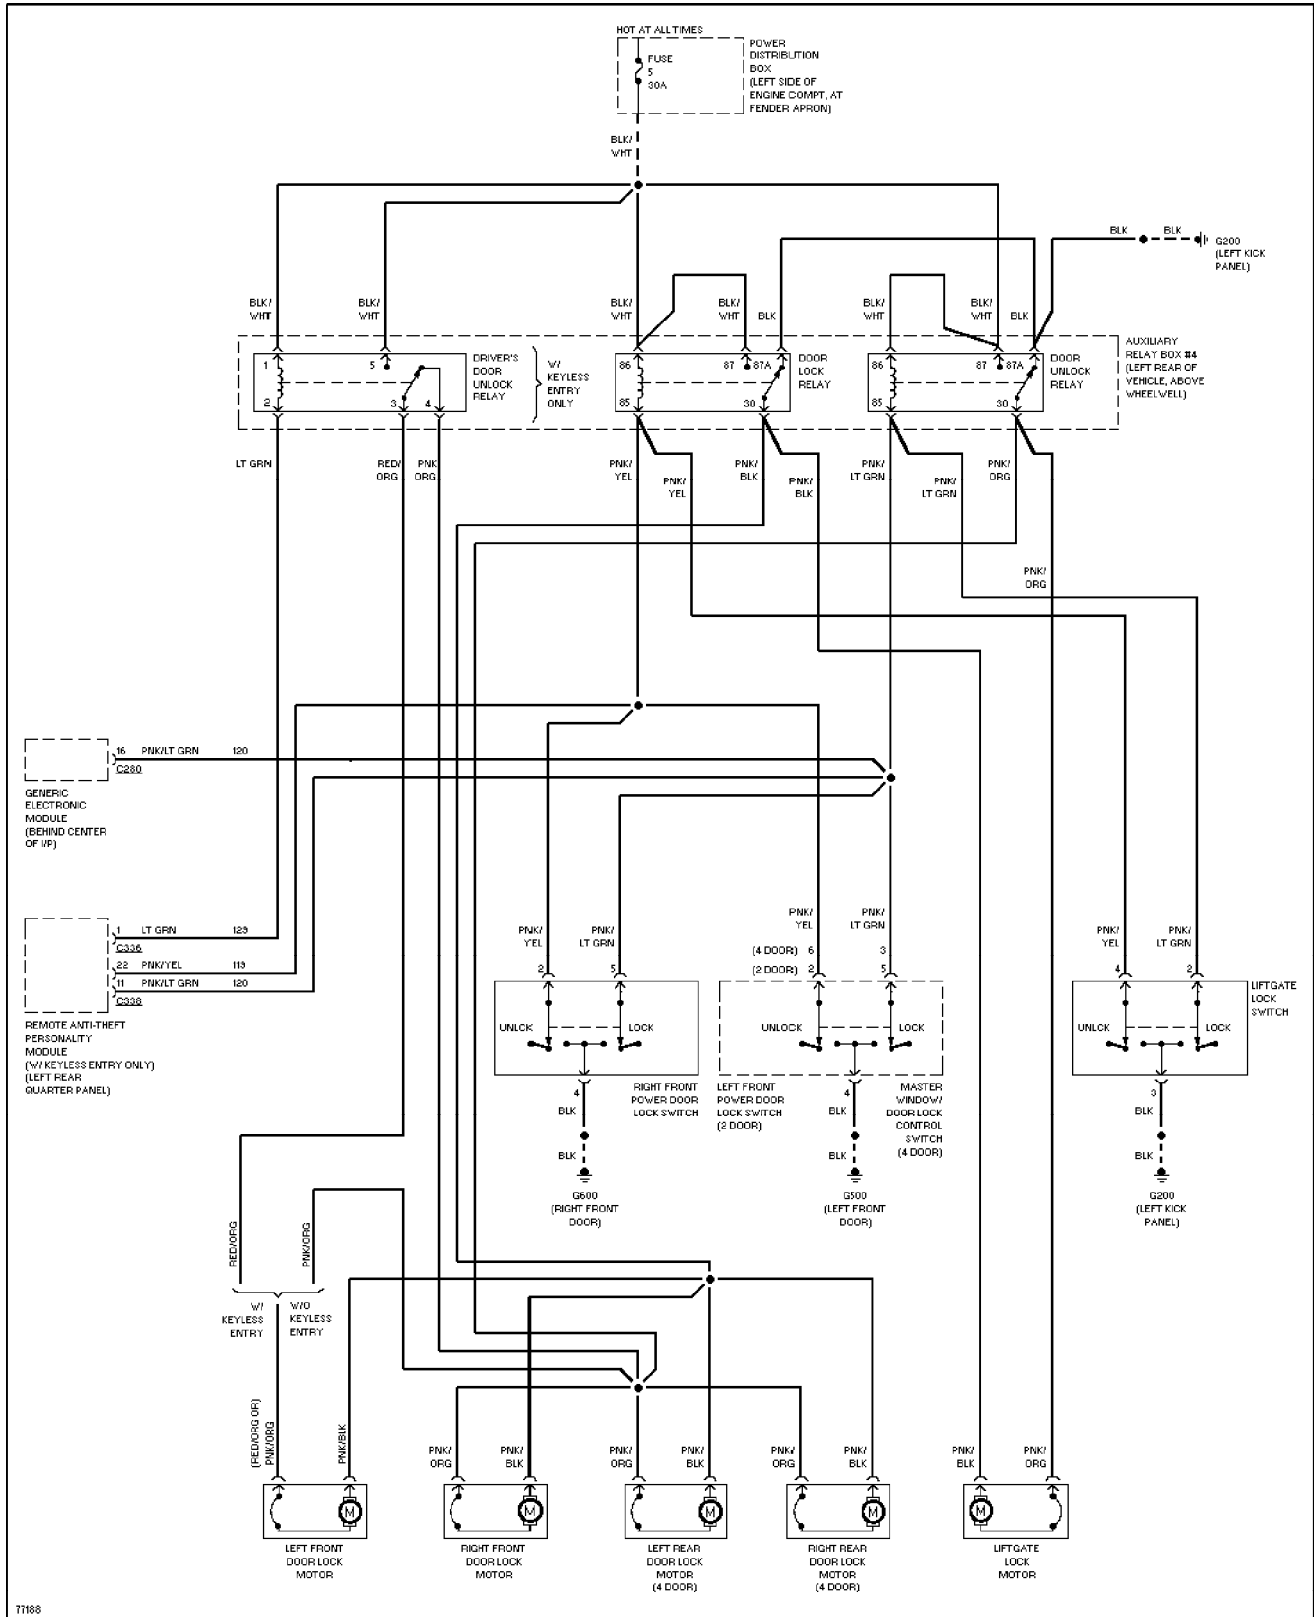 HOT AT ALL TIMES
FUSE
5
30A
POWER
DISTRIBUTION
BOX
(LEFT SIDE OF
ENGINE COMPT, AT
FENDER APRON)
BLK/
WHT
BLK
BLK
G200
(LEFT KICK
PANEL)
BLK/
WHT
BLK/
WHT
BLK/
WHT
BLK/
WHT
BLK
BLK/
WHT
BLK/
WHT
BLK
1
5
2
3
4
DRIVER'S
DOOR
UNLOCK
RELAY
W/
KEYLESS
ENTRY
ONLY
86
87
87A
85
30
DOOR
LOCK
RELAY
86
87
87A
85
30
DOOR
UNLOCK
RELAY
AUXILIARY
RELAY BOX #4
(LEFT REAR OF
VEHICLE, ABOVE
WHEELWELL)
LT GRN
RED/
ORG
PNK
ORG
PNK/
YEL
PNK/
YEL
PNK/
BLK
PNK/
BLK
PNK/
LT GRN
PNK/
LT GRN
PNK/
ORG
PNK/
ORG
16 PNK/LT GRN 120
C280
GENERIC
ELECTRONIC
MODULE
(BEHIND CENTER
OF I/P)
1 LT GRN 129
C336
22 PNK/YEL 119
11 PNK/LT GRN 120
C338
REMOTE ANTI-THEFT
PERSONALITY
MODULE
(W/ KEYLESS ENTRY ONLY)
(LEFT REAR
QUARTER PANEL)
PNK/
YEL
PNK/
LT GRN
2
5
UNLCK
LOCK
4
RIGHT FRONT
POWER DOOR
LOCK SWITCH
BLK
BLK
G600
(RIGHT FRONT
DOOR)
PNK/
YEL
PNK/
LT GRN
(4 DOOR) 6 3
(2 DOOR) 2 5
UNLOCK
LOCK
LEFT FRONT
POWER DOOR
LOCK SWITCH
(2 DOOR)
4
MASTER
WINDOW/
DOOR LOCK
CONTROL
SWITCH
(4 DOOR)
BLK
BLK
G500
(LEFT FRONT
DOOR)
PNK/
YEL
PNK/
LT GRN
4
2
UNLCK
LOCK
LIFTGATE
LOCK
SWITCH
3
BLK
BLK
G200
(LEFT KICK
PANEL)
RED/ORG
PNK/ORG
W/
KEYLESS
ENTRY
W/O
KEYLESS
ENTRY
(RED/ORG OR)
PNK/ORG
PNK/BLK
PNK/
ORG
PNK/
BLK
PNK/
ORG
PNK/
BLK
PNK/
ORG
PNK/
BLK
PNK/
BLK
PNK/
ORG
M
M
M
M
M
LEFT FRONT
DOOR LOCK
MOTOR
RIGHT FRONT
DOOR LOCK
MOTOR
LEFT REAR
DOOR LOCK
MOTOR
(4 DOOR)
RIGHT REAR
DOOR LOCK
MOTOR
(4 DOOR)
LIFTGATE
LOCK
MOTOR
77188